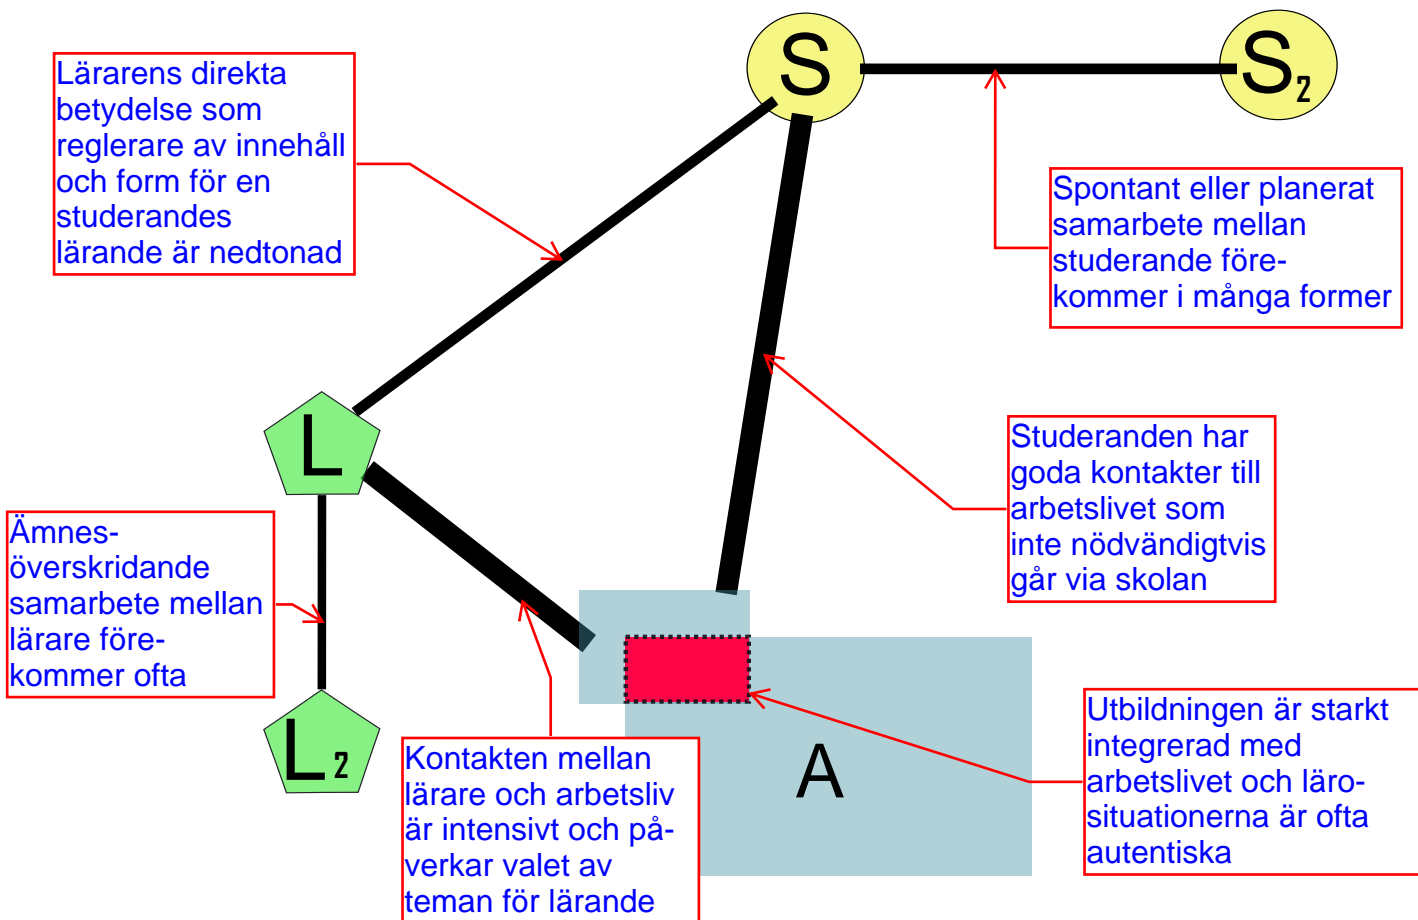 S
S2
Lärarens direkta
betydelse som
reglerare av innehåll
och form för en
studerandes
lärande är nedtonad
Spontant eller planerat
samarbete mellan
studerande före-
kommer i många former
L
Studeranden har
goda kontakter till
arbetslivet som
inte nödvändigtvis
går via skolan
Ämnes-
överskridande
samarbete mellan
lärare före-
kommer ofta
L2
Kontakten mellan
lärare och arbetsliv
är intensivt och på-
verkar valet av
teman för lärande
A
Utbildningen är starkt
integrerad med
arbetslivet och läro-
situationerna är ofta
autentiska